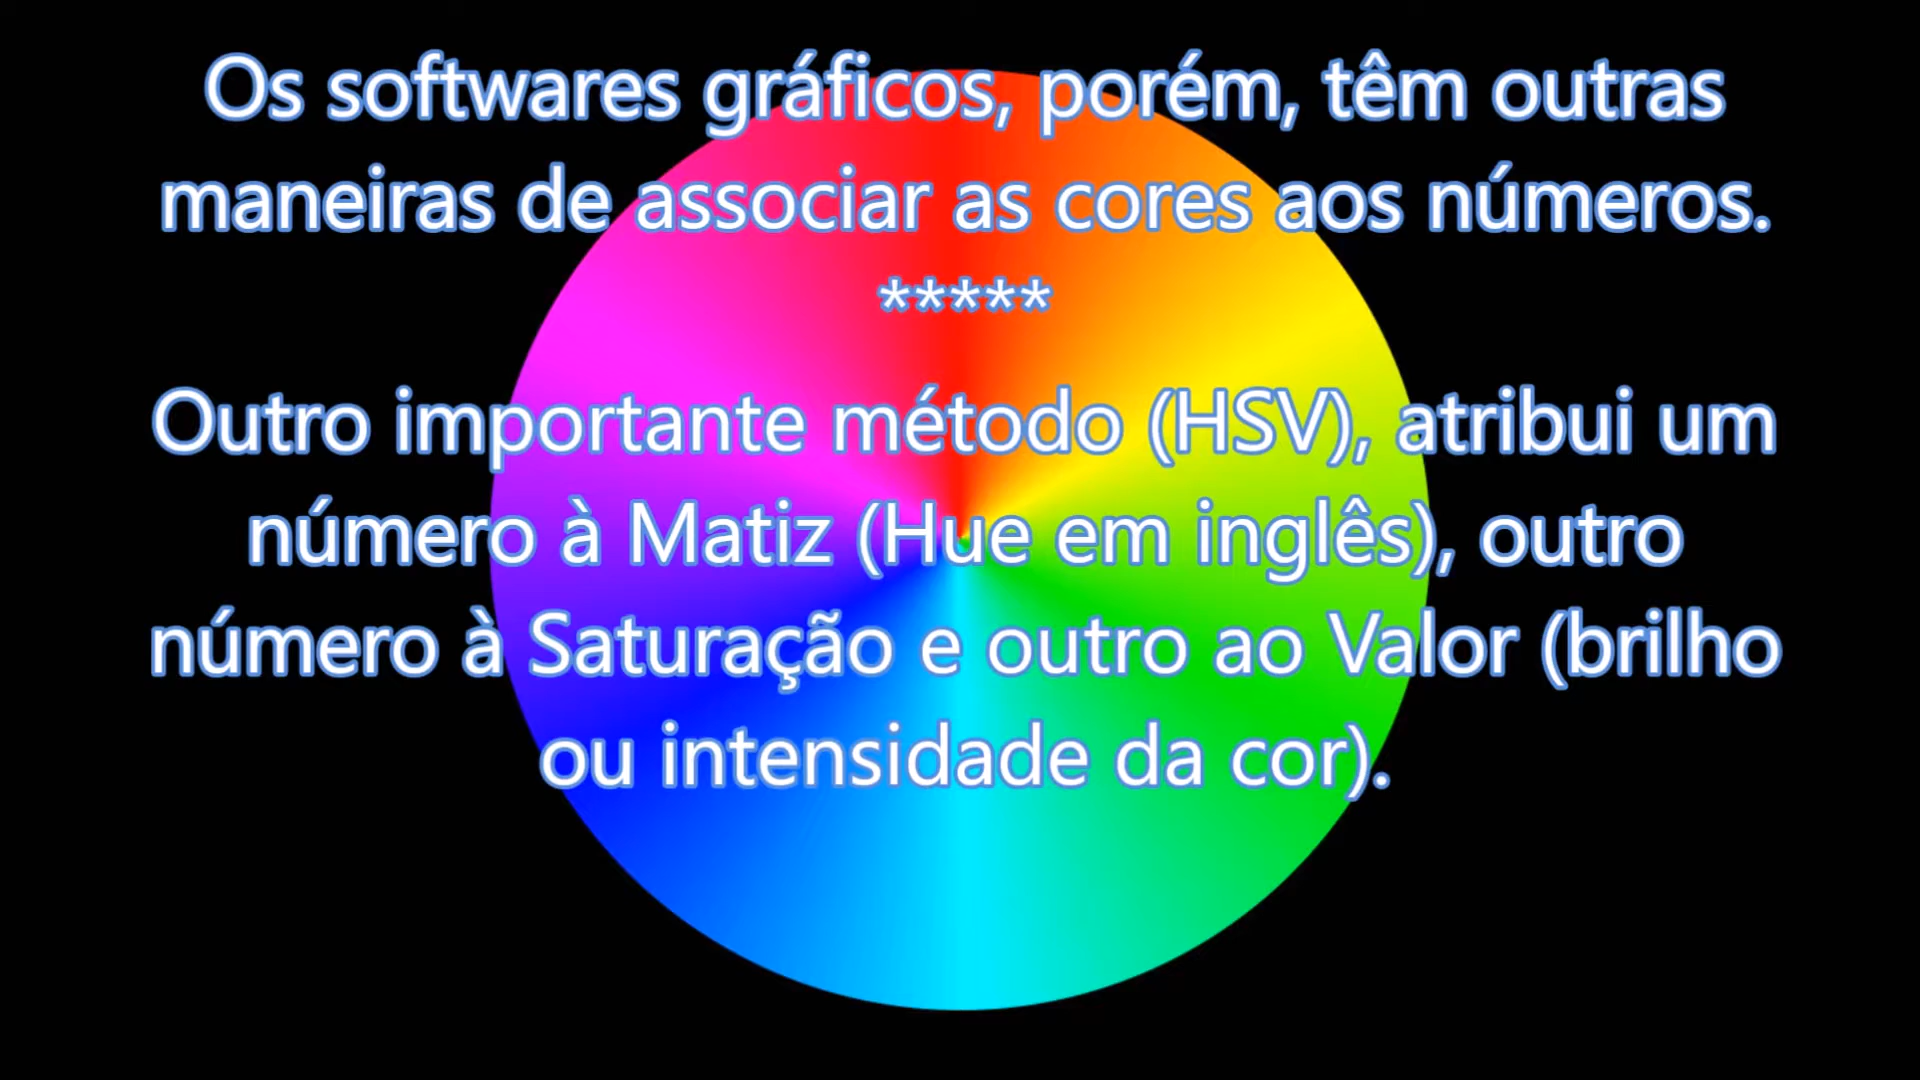 Os softwares gráficos, porém, têm outras
maneiras de associar as cores aos números.
*****
Outro importante método (HSV), atribui um
número à Matiz (Hue em inglês), outro
número à Saturação e outro ao Valor (brilho
ou intensidade da cor).